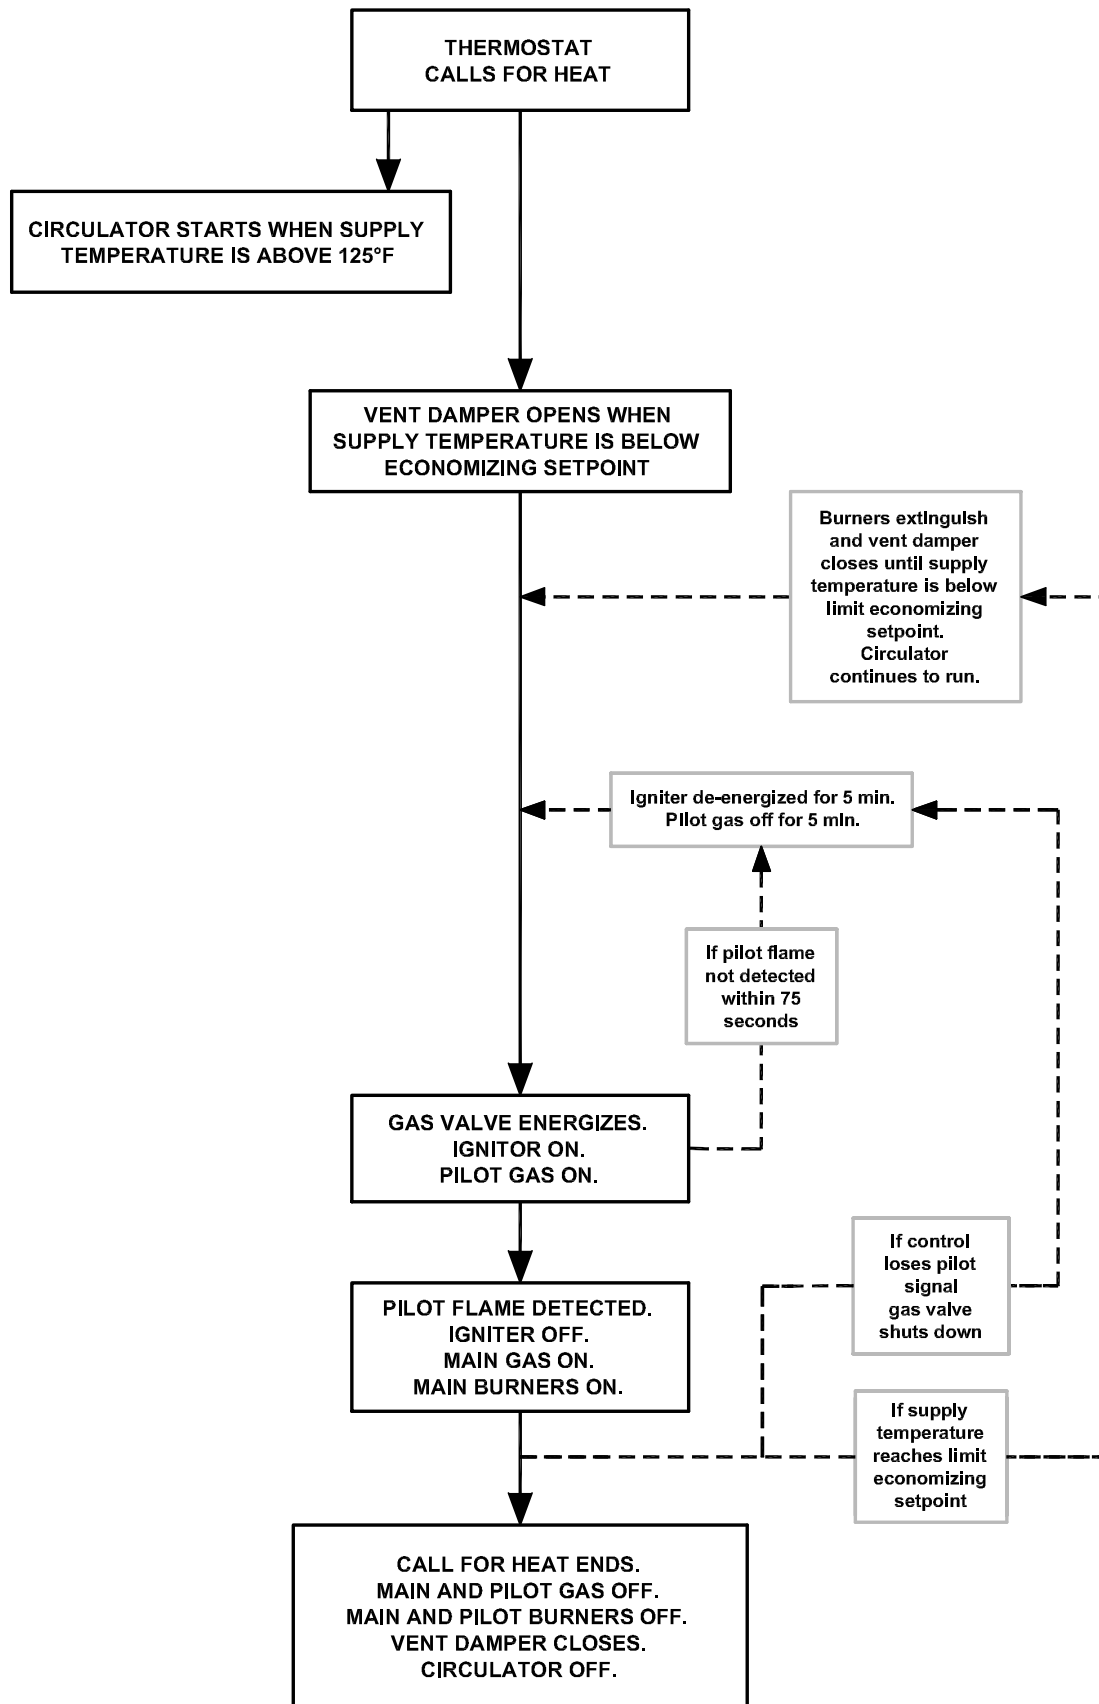 THERMOSTAT
CALLS FOR HEAT
CIRCULATOR STARTS WHEN SUPPLY
TEMPERATURE IS ABOVE 125°F
VENT DAMPER OPENS WHEN
SUPPLY TEMPERATURE IS BELOW
ECONOMIZING SETPOINT
Burners extinguish
and vent damper
closes until supply
temperature is below
limit economizing
setpoint.
Circulator
continues to run.
Igniter de-energized for 5 min.
Pilot gas off for 5 min.
If pilot flame
not detected
within 75
seconds
GAS VALVE ENERGIZES.
IGNITOR ON.
PILOT GAS ON.
If control
loses pilot
signal
gas valve
shuts down
PILOT FLAME DETECTED.
IGNITER OFF.
MAIN GAS ON.
MAIN BURNERS ON.
If supply
temperature
reaches limit
economizing
setpoint
CALL FOR HEAT ENDS.
MAIN AND PILOT GAS OFF.
MAIN AND PILOT BURNERS OFF.
VENT DAMPER CLOSES.
CIRCULATOR OFF.